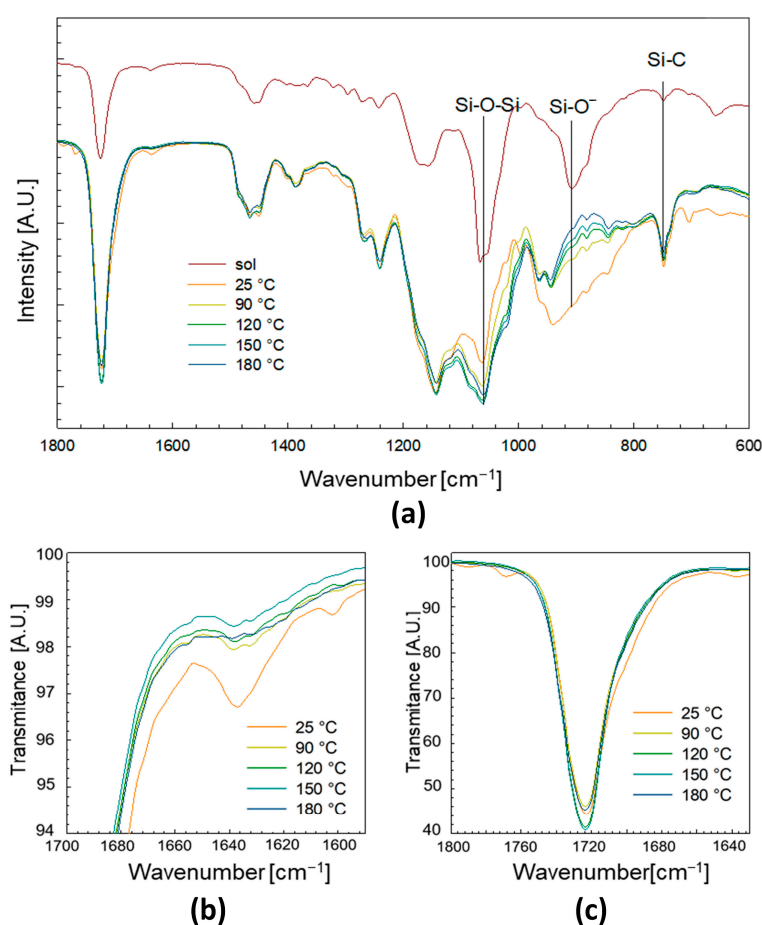 Si-C
Si-O-Si
Si-O⁻
Intensity [A.U.]
sol
25 °C
90 °C
120 °C
150 °C
180 °C
1800 1600 1400 1200 1000 800 600
Wavenumber [cm⁻¹]
(a)
100
99
98
97
96
95
94
Transmitance [A.U.]
25 °C
90 °C
120 °C
150 °C
180 °C
1700 1680 1660 1640 1620 1600
Wavenumber [cm⁻¹]
(b)
100
90
80
70
60
50
40
Transmitance [A.U.]
25 °C
90 °C
120 °C
150 °C
180 °C
1800 1760 1720 1680 1640
Wavenumber[cm⁻¹]
(c)